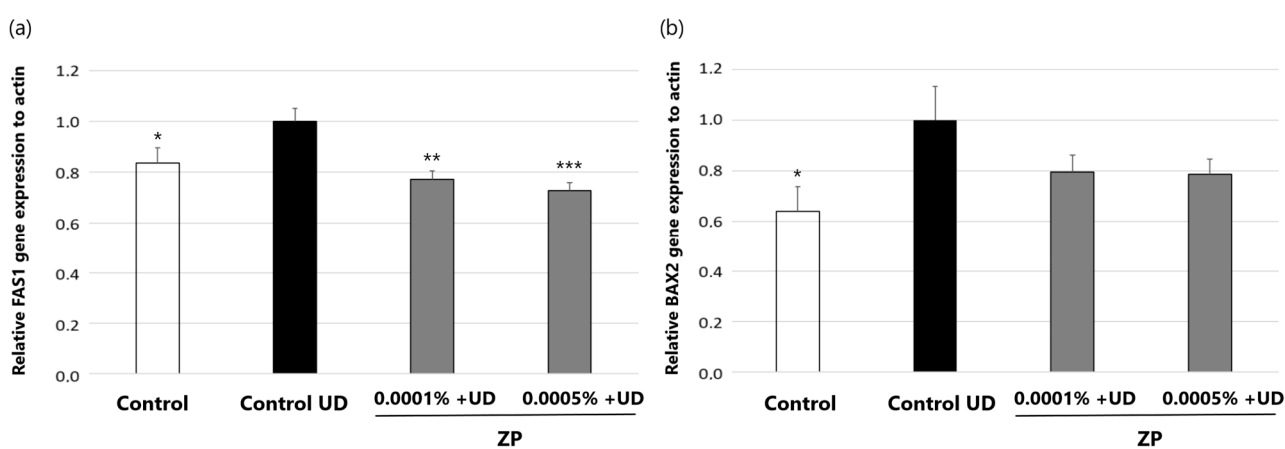 (a)
Relative FAS1 gene expression to actin
1.2
1.0
0.8
0.6
0.4
0.2
0.0
*
**
***
Control
Control UD
0.0001% +UD
0.0005% +UD
ZP
(b)
Relative BAX2 gene expression to actin
1.2
1.0
0.8
0.6
0.4
0.2
0.0
*
Control
Control UD
0.0001% +UD
0.0005% +UD
ZP